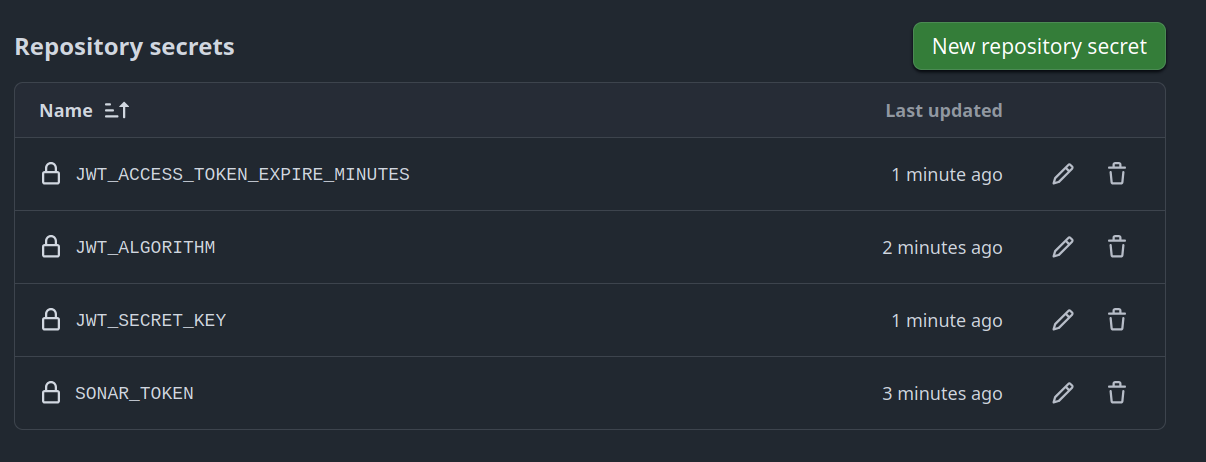 Repository secrets
New repository secret
Name
Last updated
JWT_ACCESS_TOKEN_EXPIRE_MINUTES
1 minute ago
JWT_ALGORITHM
2 minutes ago
JWT_SECRET_KEY
1 minute ago
SONAR_TOKEN
3 minutes ago